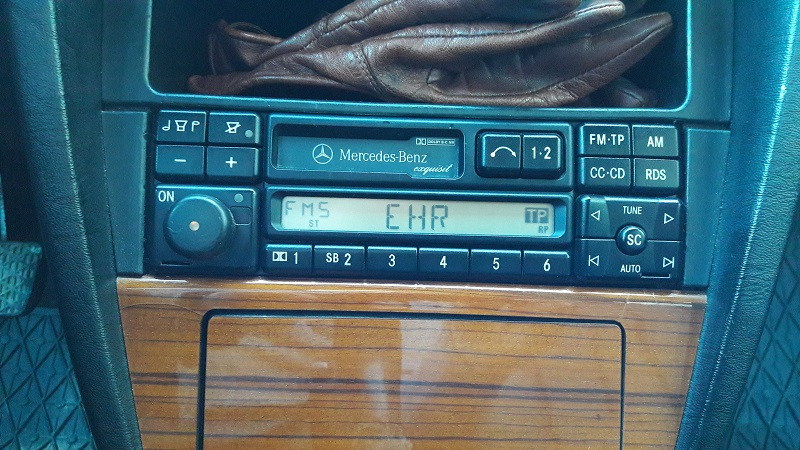 FM·TP AM
Mercedes-Benz
exquisit
1·2
− +
CC·CD RDS
ON
FMS EHR TP
ST RP
TUNE
SC
AUTO
1 SB 2 3 4 5 6